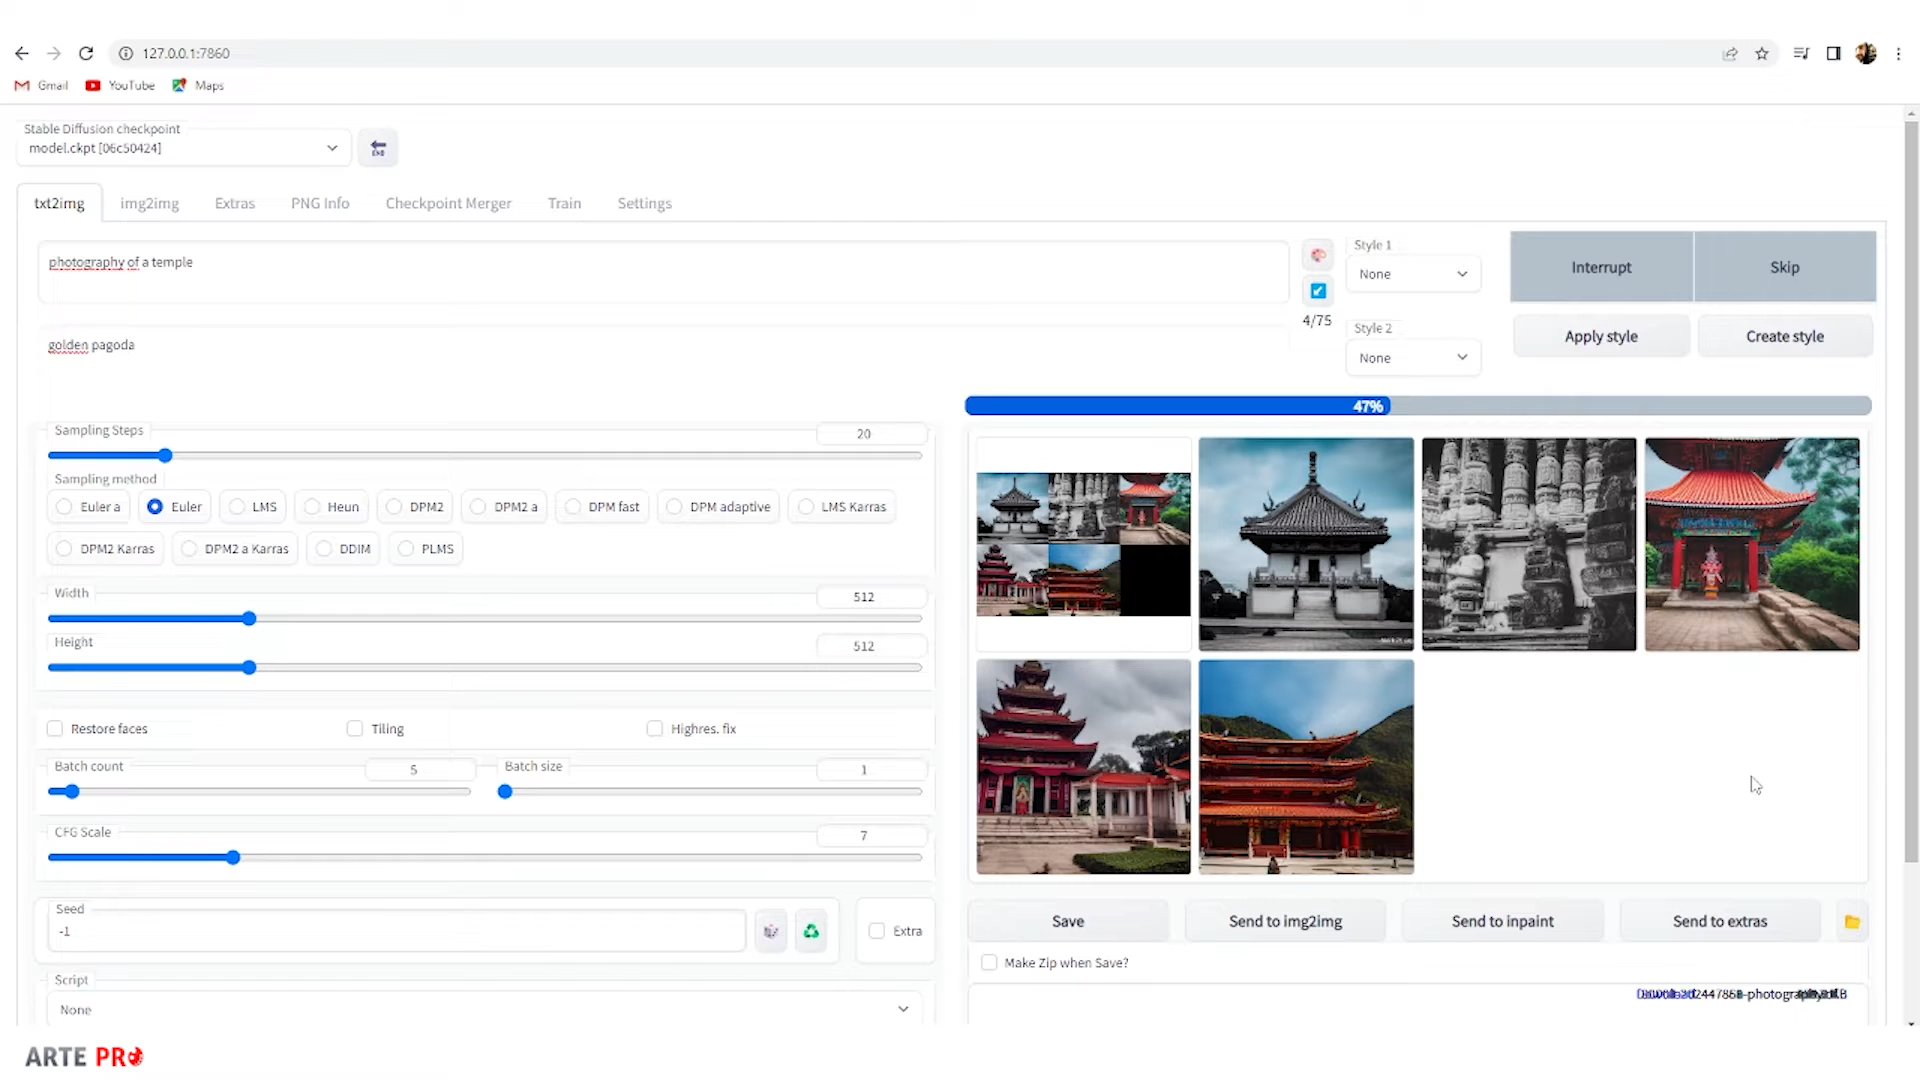 127.0.0.1:7860
Gmail YouTube Maps
Stable Diffusion checkpoint
model.ckpt [06c50424]
END
txt2img img2img Extras PNG Info Checkpoint Merger Train Settings
photography of a temple
4/75
Style 1
None
Interrupt Skip
golden pagoda
Style 2
None
Apply style Create style
47%
Sampling Steps
20
Sampling method
Euler a Euler LMS Heun DPM2 DPM2 a DPM fast DPM adaptive LMS Karras
DPM2 Karras DPM2 a Karras DDIM PLMS
Width
512
Height
512
Restore faces Tiling Highres. fix
Batch count
5
Batch size
1
CFG Scale
7
Seed
-1
Extra
Script
None
Save Send to img2img Send to inpaint Send to extras
Make Zip when Save?
ARTE PRO